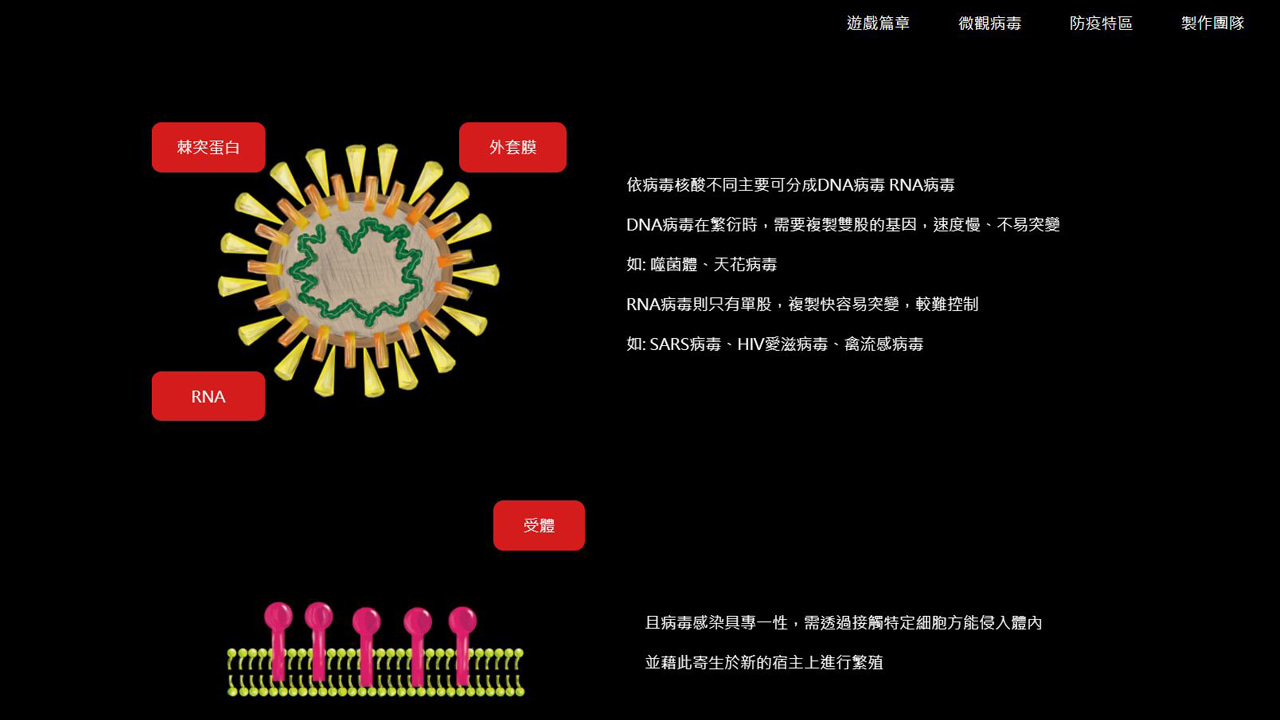 遊戲篇章
微觀病毒
防疫特區
製作團隊
棘突蛋白
外套膜
依病毒核酸不同主要可分成DNA病毒 RNA病毒
DNA病毒在繁衍時，需要複製雙股的基因，速度慢、不易突變
如: 噬菌體、天花病毒
RNA病毒則只有單股，複製快容易突變，較難控制
如: SARS病毒、HIV愛滋病毒、禽流感病毒
RNA
受體
且病毒感染具專一性，需透過接觸特定細胞方能侵入體內
並藉此寄生於新的宿主上進行繁殖